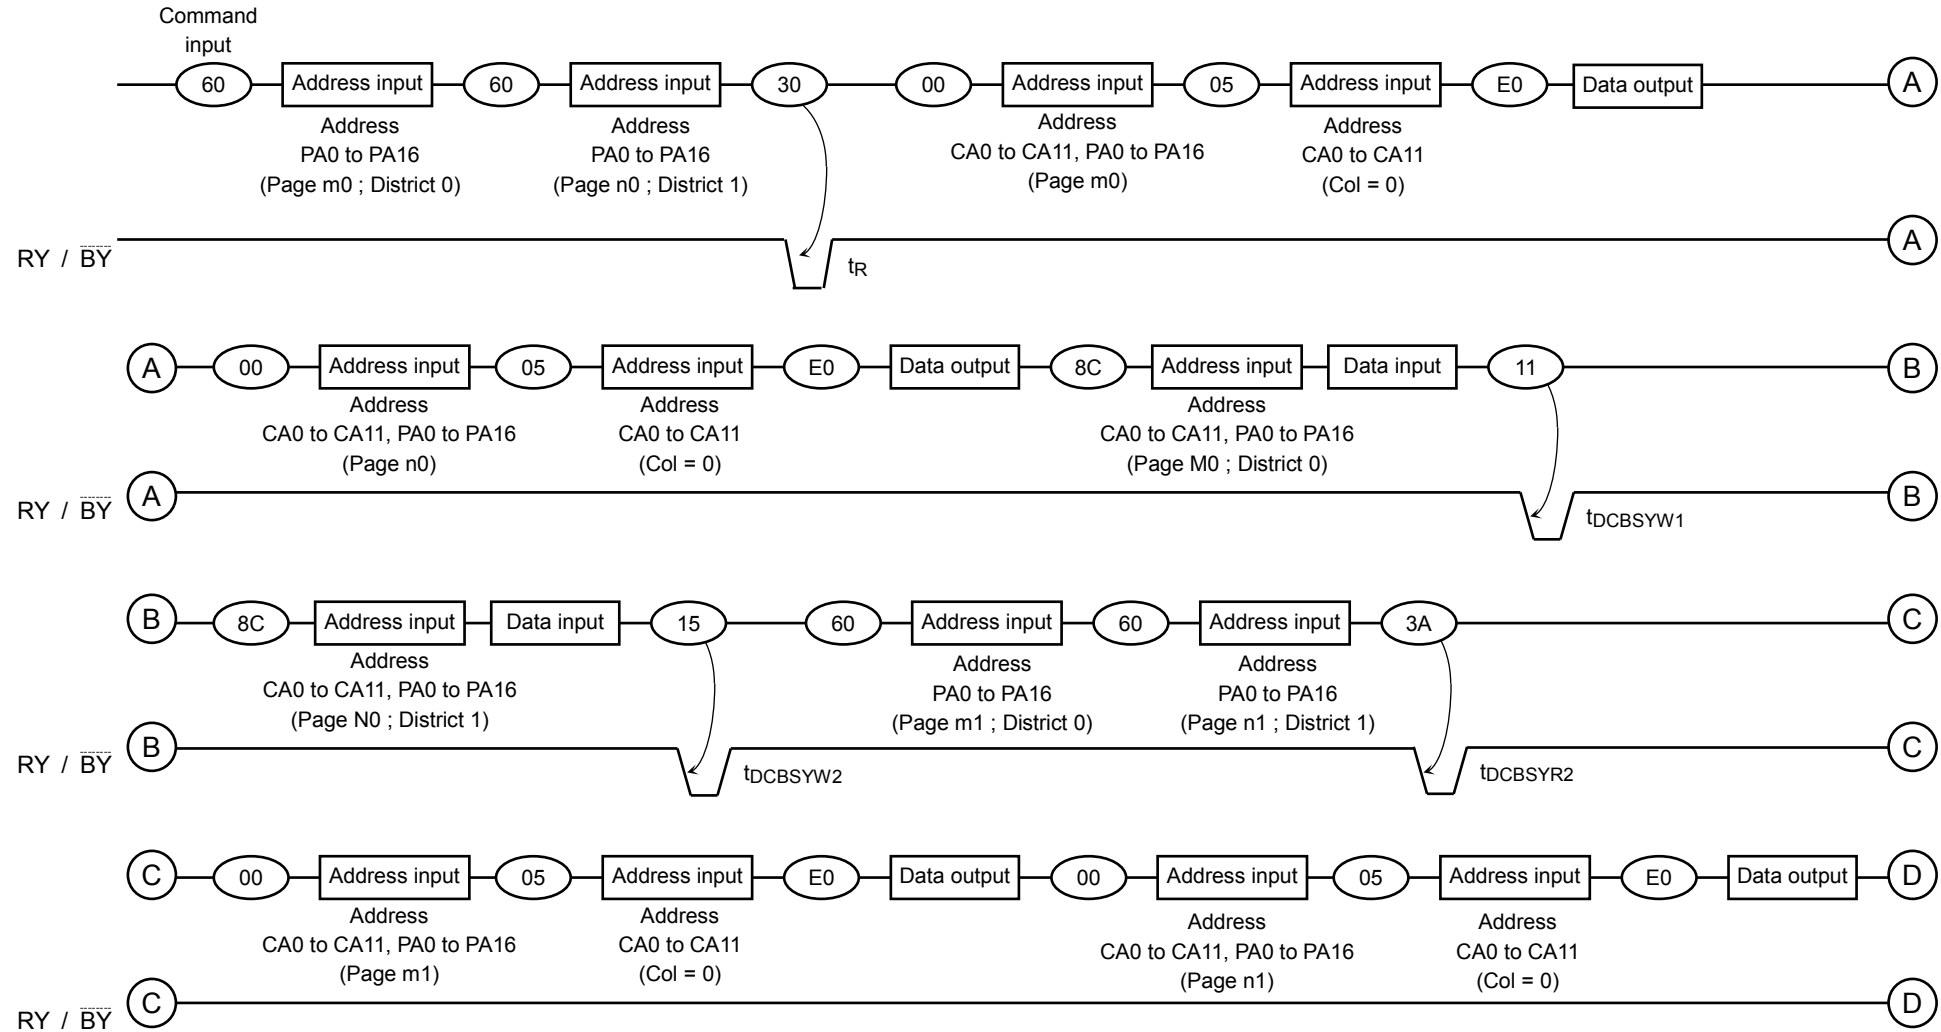 Command
input
60 Address input 60 Address input 30 00 Address input 05 Address input E0 Data output A
Address
PA0 to PA16
(Page m0 ; District 0)
Address
PA0 to PA16
(Page n0 ; District 1)
Address
CA0 to CA11, PA0 to PA16
(Page m0)
Address
CA0 to CA11
(Col = 0)
RY / BY A
tR
A 00 Address input 05 Address input E0 Data output 8C Address input Data input 11 B
Address
CA0 to CA11, PA0 to PA16
(Page n0)
Address
CA0 to CA11
(Col = 0)
Address
CA0 to CA11, PA0 to PA16
(Page M0 ; District 0)
RY / BY A B
tDCBSYW1
B 8C Address input Data input 15 60 Address input 60 Address input 3A C
Address
CA0 to CA11, PA0 to PA16
(Page N0 ; District 1)
Address
PA0 to PA16
(Page m1 ; District 0)
Address
PA0 to PA16
(Page n1 ; District 1)
RY / BY B C
tDCBSYW2 tDCBSYR2
C 00 Address input 05 Address input E0 Data output 00 Address input 05 Address input E0 Data output D
Address
CA0 to CA11, PA0 to PA16
(Page m1)
Address
CA0 to CA11
(Col = 0)
Address
CA0 to CA11, PA0 to PA16
(Page n1)
Address
CA0 to CA11
(Col = 0)
RY / BY C D